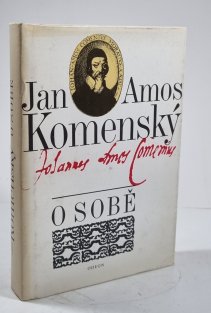 Jan Amos
Komenský
Johannes Amos Comenius
O SOBĚ
ODEON